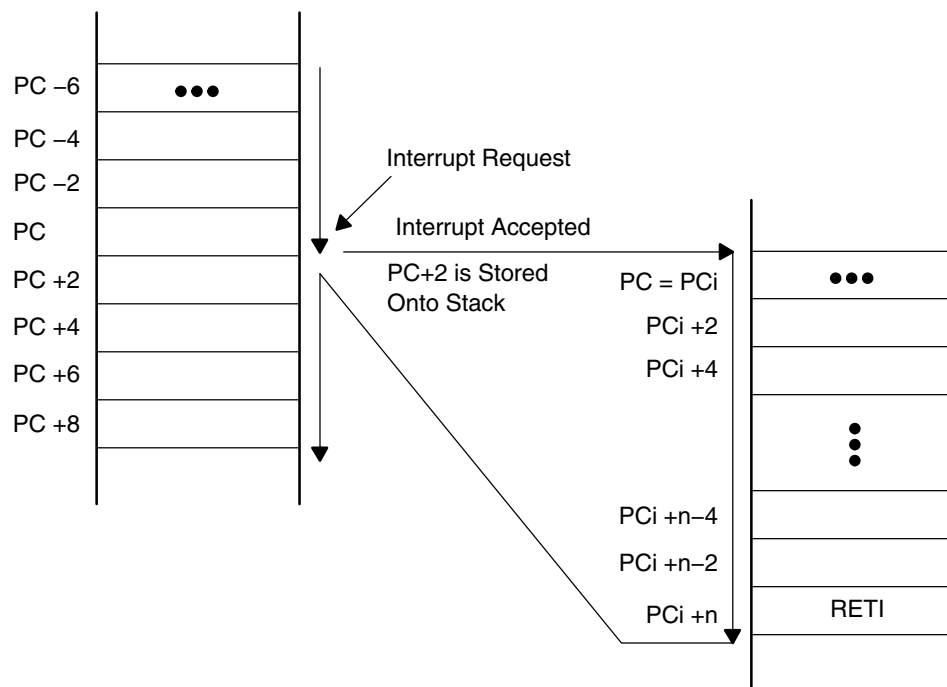 PC −6
PC −4
PC −2
PC
PC +2
PC +4
PC +6
PC +8
Interrupt Request
Interrupt Accepted
PC+2 is Stored
Onto Stack
PC = PCi
PCi +2
PCi +4
PCi +n−4
PCi +n−2
PCi +n
RETI